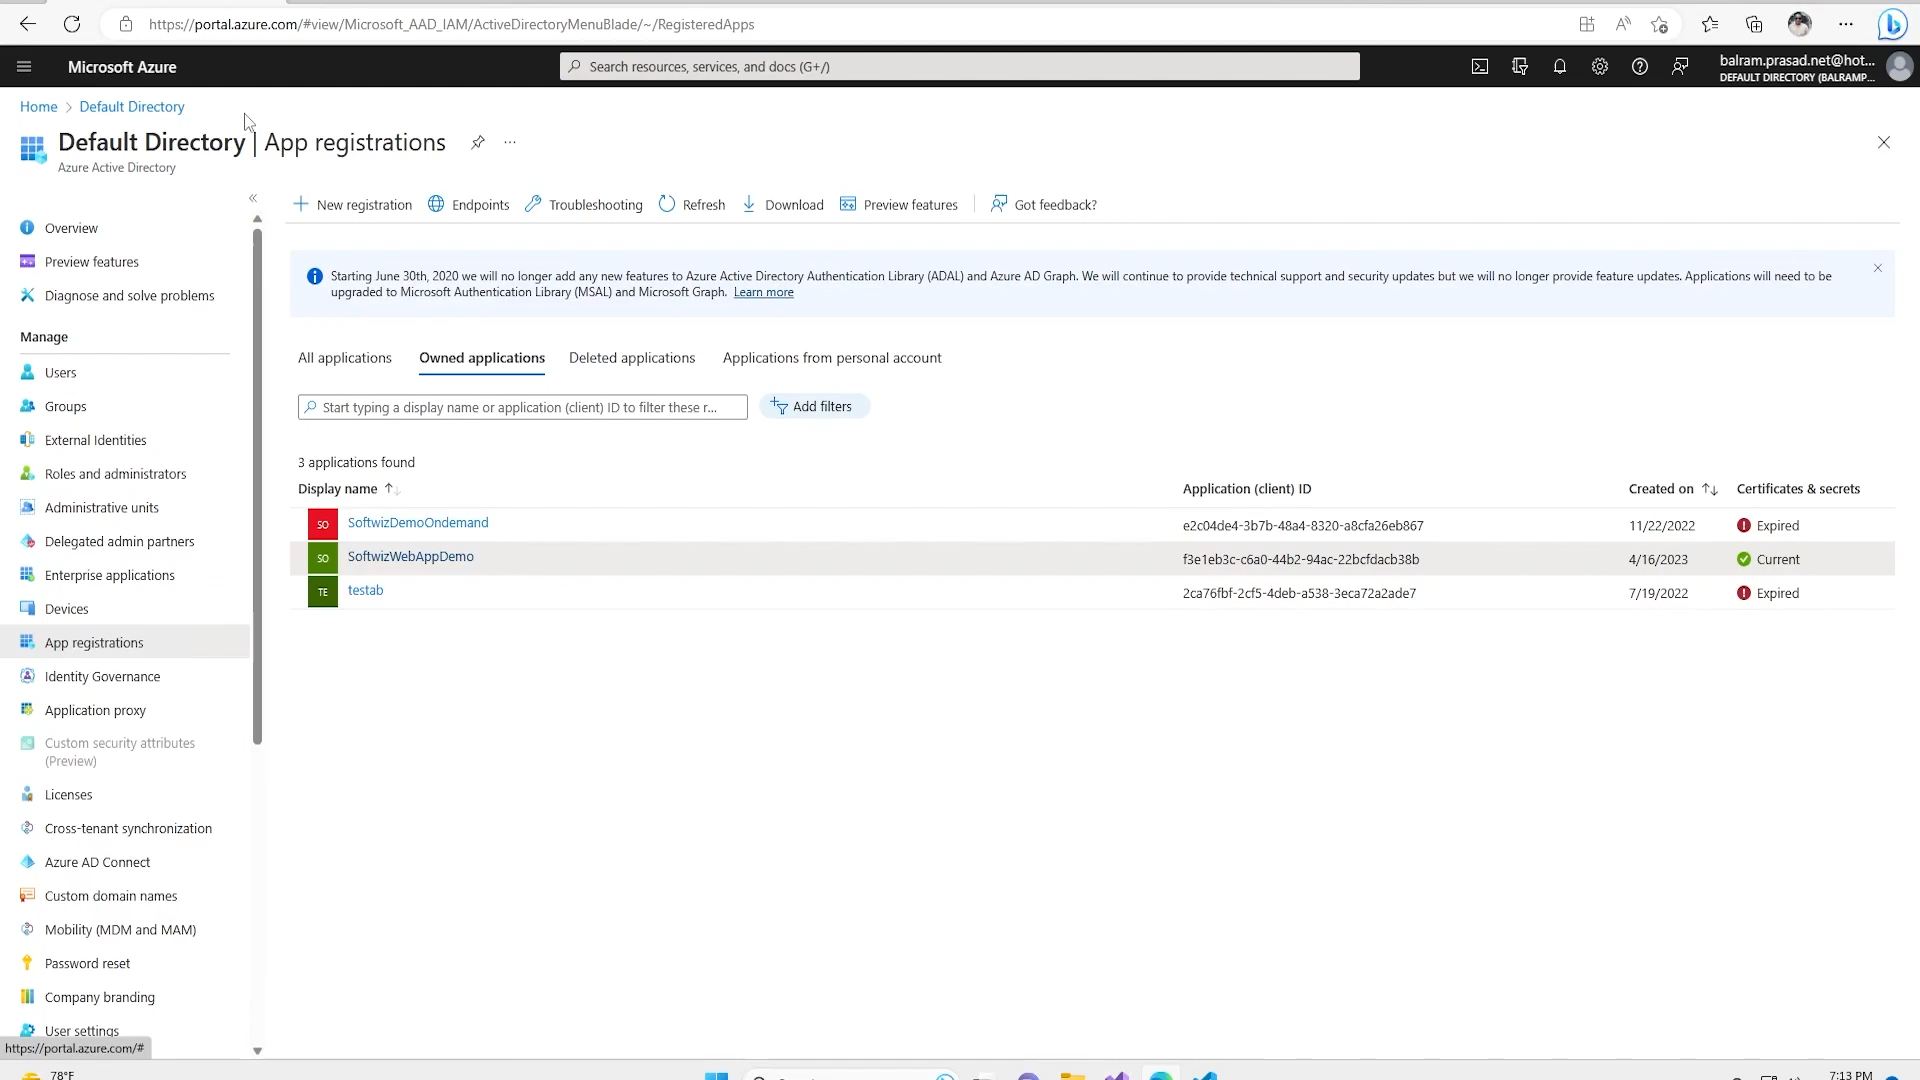 https://portal.azure.com/#view/Microsoft_AAD_IAM/ActiveDirectoryMenuBlade/~/RegisteredApps
Microsoft Azure
Search resources, services, and docs (G+/)
balram.prasad.net@hot...
DEFAULT DIRECTORY (BALRAMP...
Home > Default Directory
Default Directory | App registrations
Azure Active Directory
New registration
Endpoints
Troubleshooting
Refresh
Download
Preview features
Got feedback?
Overview
Preview features
Diagnose and solve problems
Manage
Users
Groups
External Identities
Roles and administrators
Administrative units
Delegated admin partners
Enterprise applications
Devices
App registrations
Identity Governance
Application proxy
Custom security attributes
(Preview)
Licenses
Cross-tenant synchronization
Azure AD Connect
Custom domain names
Mobility (MDM and MAM)
Password reset
Company branding
User settings
https://portal.azure.com/#
Starting June 30th, 2020 we will no longer add any new features to Azure Active Directory Authentication Library (ADAL) and Azure AD Graph. We will continue to provide technical support and security updates but we will no longer provide feature updates. Applications will need to be
upgraded to Microsoft Authentication Library (MSAL) and Microsoft Graph. Learn more
All applications
Owned applications
Deleted applications
Applications from personal account
Start typing a display name or application (client) ID to filter these r...
Add filters
3 applications found
Display name
Application (client) ID
Created on
Certificates & secrets
SO SoftwizDemoOndemand e2c04de4-3b7b-48a4-8320-a8cfa26eb867 11/22/2022 Expired
SO SoftwizWebAppDemo f3e1eb3c-c6a0-44b2-94ac-22bcfdacb38b 4/16/2023 Current
TE testab 2ca76fbf-2cf5-4deb-a538-3eca72a2ade7 7/19/2022 Expired
78°F
7:13 PM